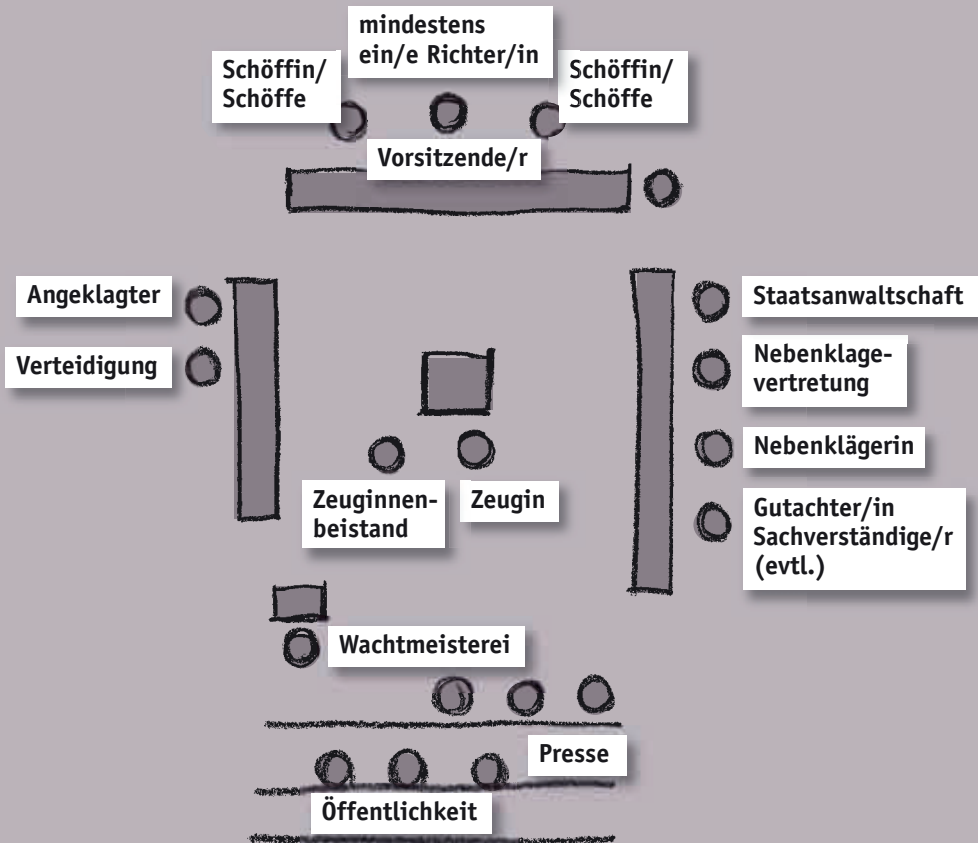 mindestens
ein/e Richter/in
Schöffin/
Schöffe
Schöffin/
Schöffe
Vorsitzende/r
Angeklagter
Verteidigung
Staatsanwaltschaft
Nebenklage-
vertretung
Nebenklägerin
Gutachter/in
Sachverständige/r
(evtl.)
Zeuginnen-
beistand
Zeugin
Wachtmeisterei
Presse
Öffentlichkeit